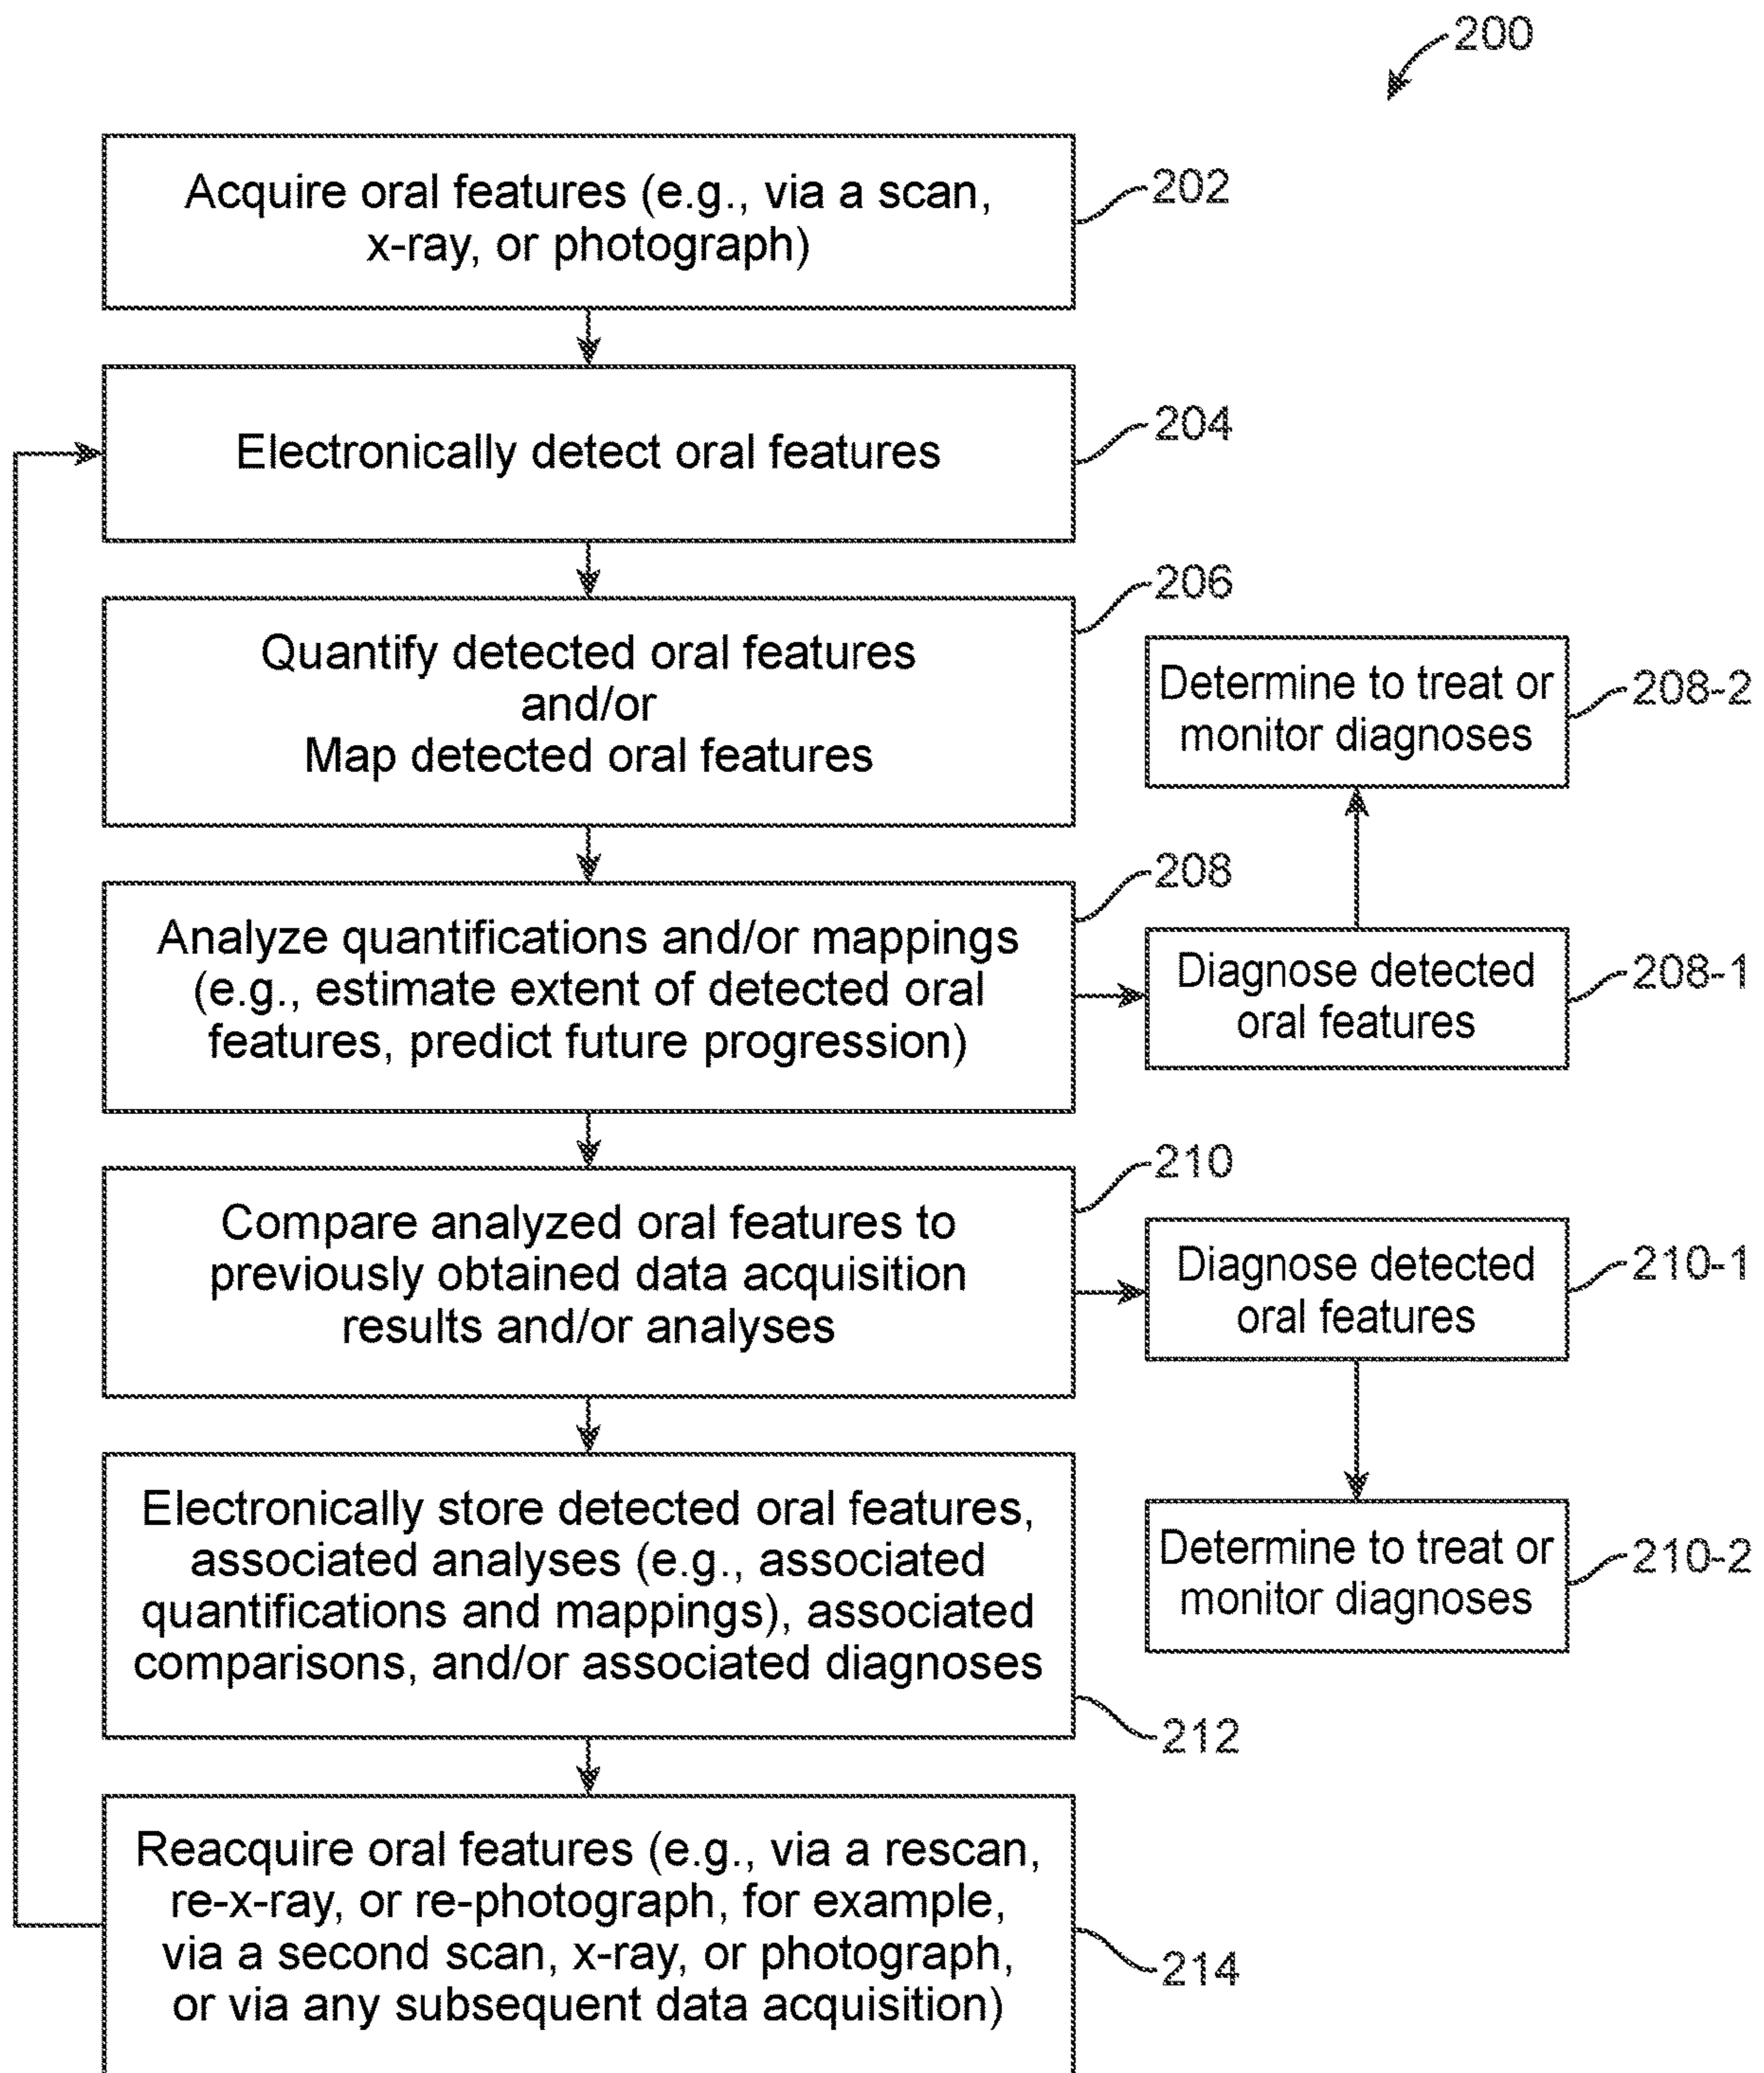 200
Acquire oral features (e.g., via a scan,
x-ray, or photograph)
202
Electronically detect oral features
204
Quantify detected oral features
and/or
Map detected oral features
206
Determine to treat or
monitor diagnoses
208-2
Analyze quantifications and/or mappings
(e.g., estimate extent of detected oral
features, predict future progression)
208
Diagnose detected
oral features
208-1
Compare analyzed oral features to
previously obtained data acquisition
results and/or analyses
210
Diagnose detected
oral features
210-1
Electronically store detected oral features,
associated analyses (e.g., associated
quantifications and mappings), associated
comparisons, and/or associated diagnoses
212
Determine to treat or
monitor diagnoses
210-2
Reacquire oral features (e.g., via a rescan,
re-x-ray, or re-photograph, for example,
via a second scan, x-ray, or photograph,
or via any subsequent data acquisition)
214